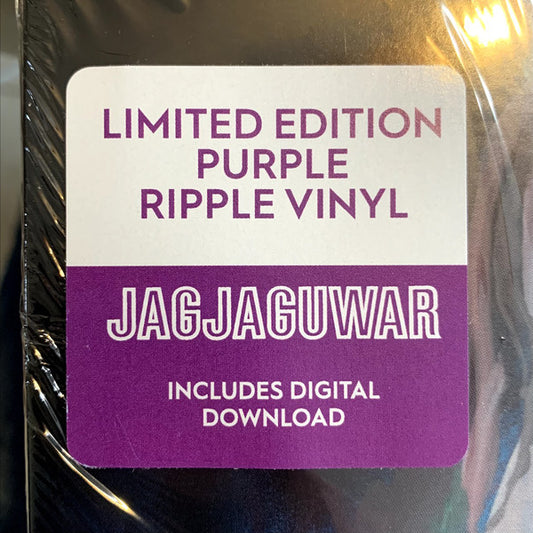 LIMITED EDITION
PURPLE
RIPPLE VINYL
JAGJAGUWAR
INCLUDES DIGITAL
DOWNLOAD